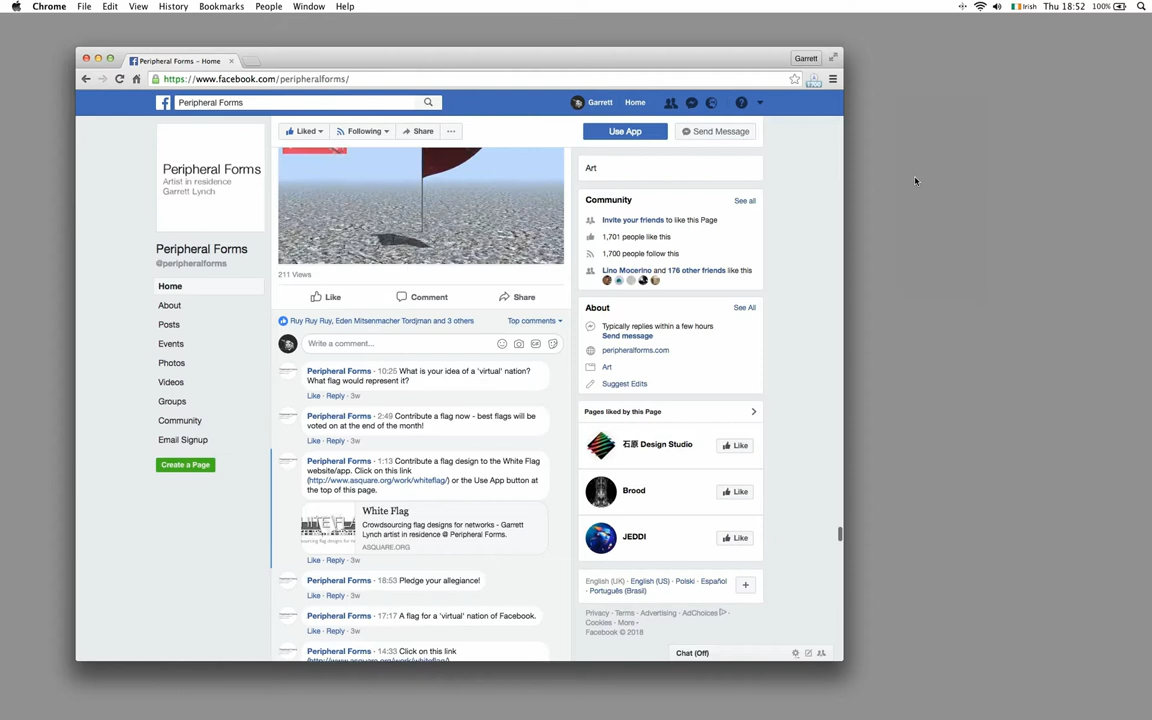 Chrome File Edit View History Bookmarks People Window Help Irish Thu 18:52 100%
Peripheral Forms – Home
Garrett
https://www.facebook.com/peripheralforms/
Peripheral Forms
Garrett Home
Peripheral Forms
Artist in residence
Garrett Lynch
Peripheral Forms
@peripheralforms
Home
About
Posts
Events
Photos
Videos
Groups
Community
Email Signup
Create a Page
Liked Following Share
Use App Send Message
211 Views
Like Comment Share
Ruy Ruy Ruy, Eden Mitsenmacher Tordjman and 3 others Top comments
Write a comment...
Peripheral Forms · 10:25 What is your idea of a 'virtual' nation?
What flag would represent it?
Like · Reply · 3w
Peripheral Forms · 2:49 Contribute a flag now - best flags will be
voted on at the end of the month!
Like · Reply · 3w
Peripheral Forms · 1:13 Contribute a flag design to the White Flag
website/app. Click on this link
(http://www.asquare.org/work/whiteflag/) or the Use App button at
the top of this page.
White Flag
Crowdsourcing flag designs for networks - Garrett
Lynch artist in residence @ Peripheral Forms.
ASQUARE.ORG
Like · Reply · 3w
Peripheral Forms · 18:53 Pledge your allegiance!
Like · Reply · 3w
Peripheral Forms · 17:17 A flag for a 'virtual' nation of Facebook.
Like · Reply · 3w
Peripheral Forms · 14:33 Click on this link
(http://www.asquare.org/work/whiteflag/)
Art
Community See all
Invite your friends to like this Page
1,701 people like this
1,700 people follow this
Lino Mocerino and 176 other friends like this
About See All
Typically replies within a few hours
Send message
peripheralforms.com
Art
Suggest Edits
Pages liked by this Page
石原 Design Studio Like
Brood Like
JEDDI Like
English (UK) · English (US) · Polski · Español
· Português (Brasil)
Privacy · Terms · Advertising · AdChoices ·
Cookies · More
Facebook © 2018
Chat (Off)